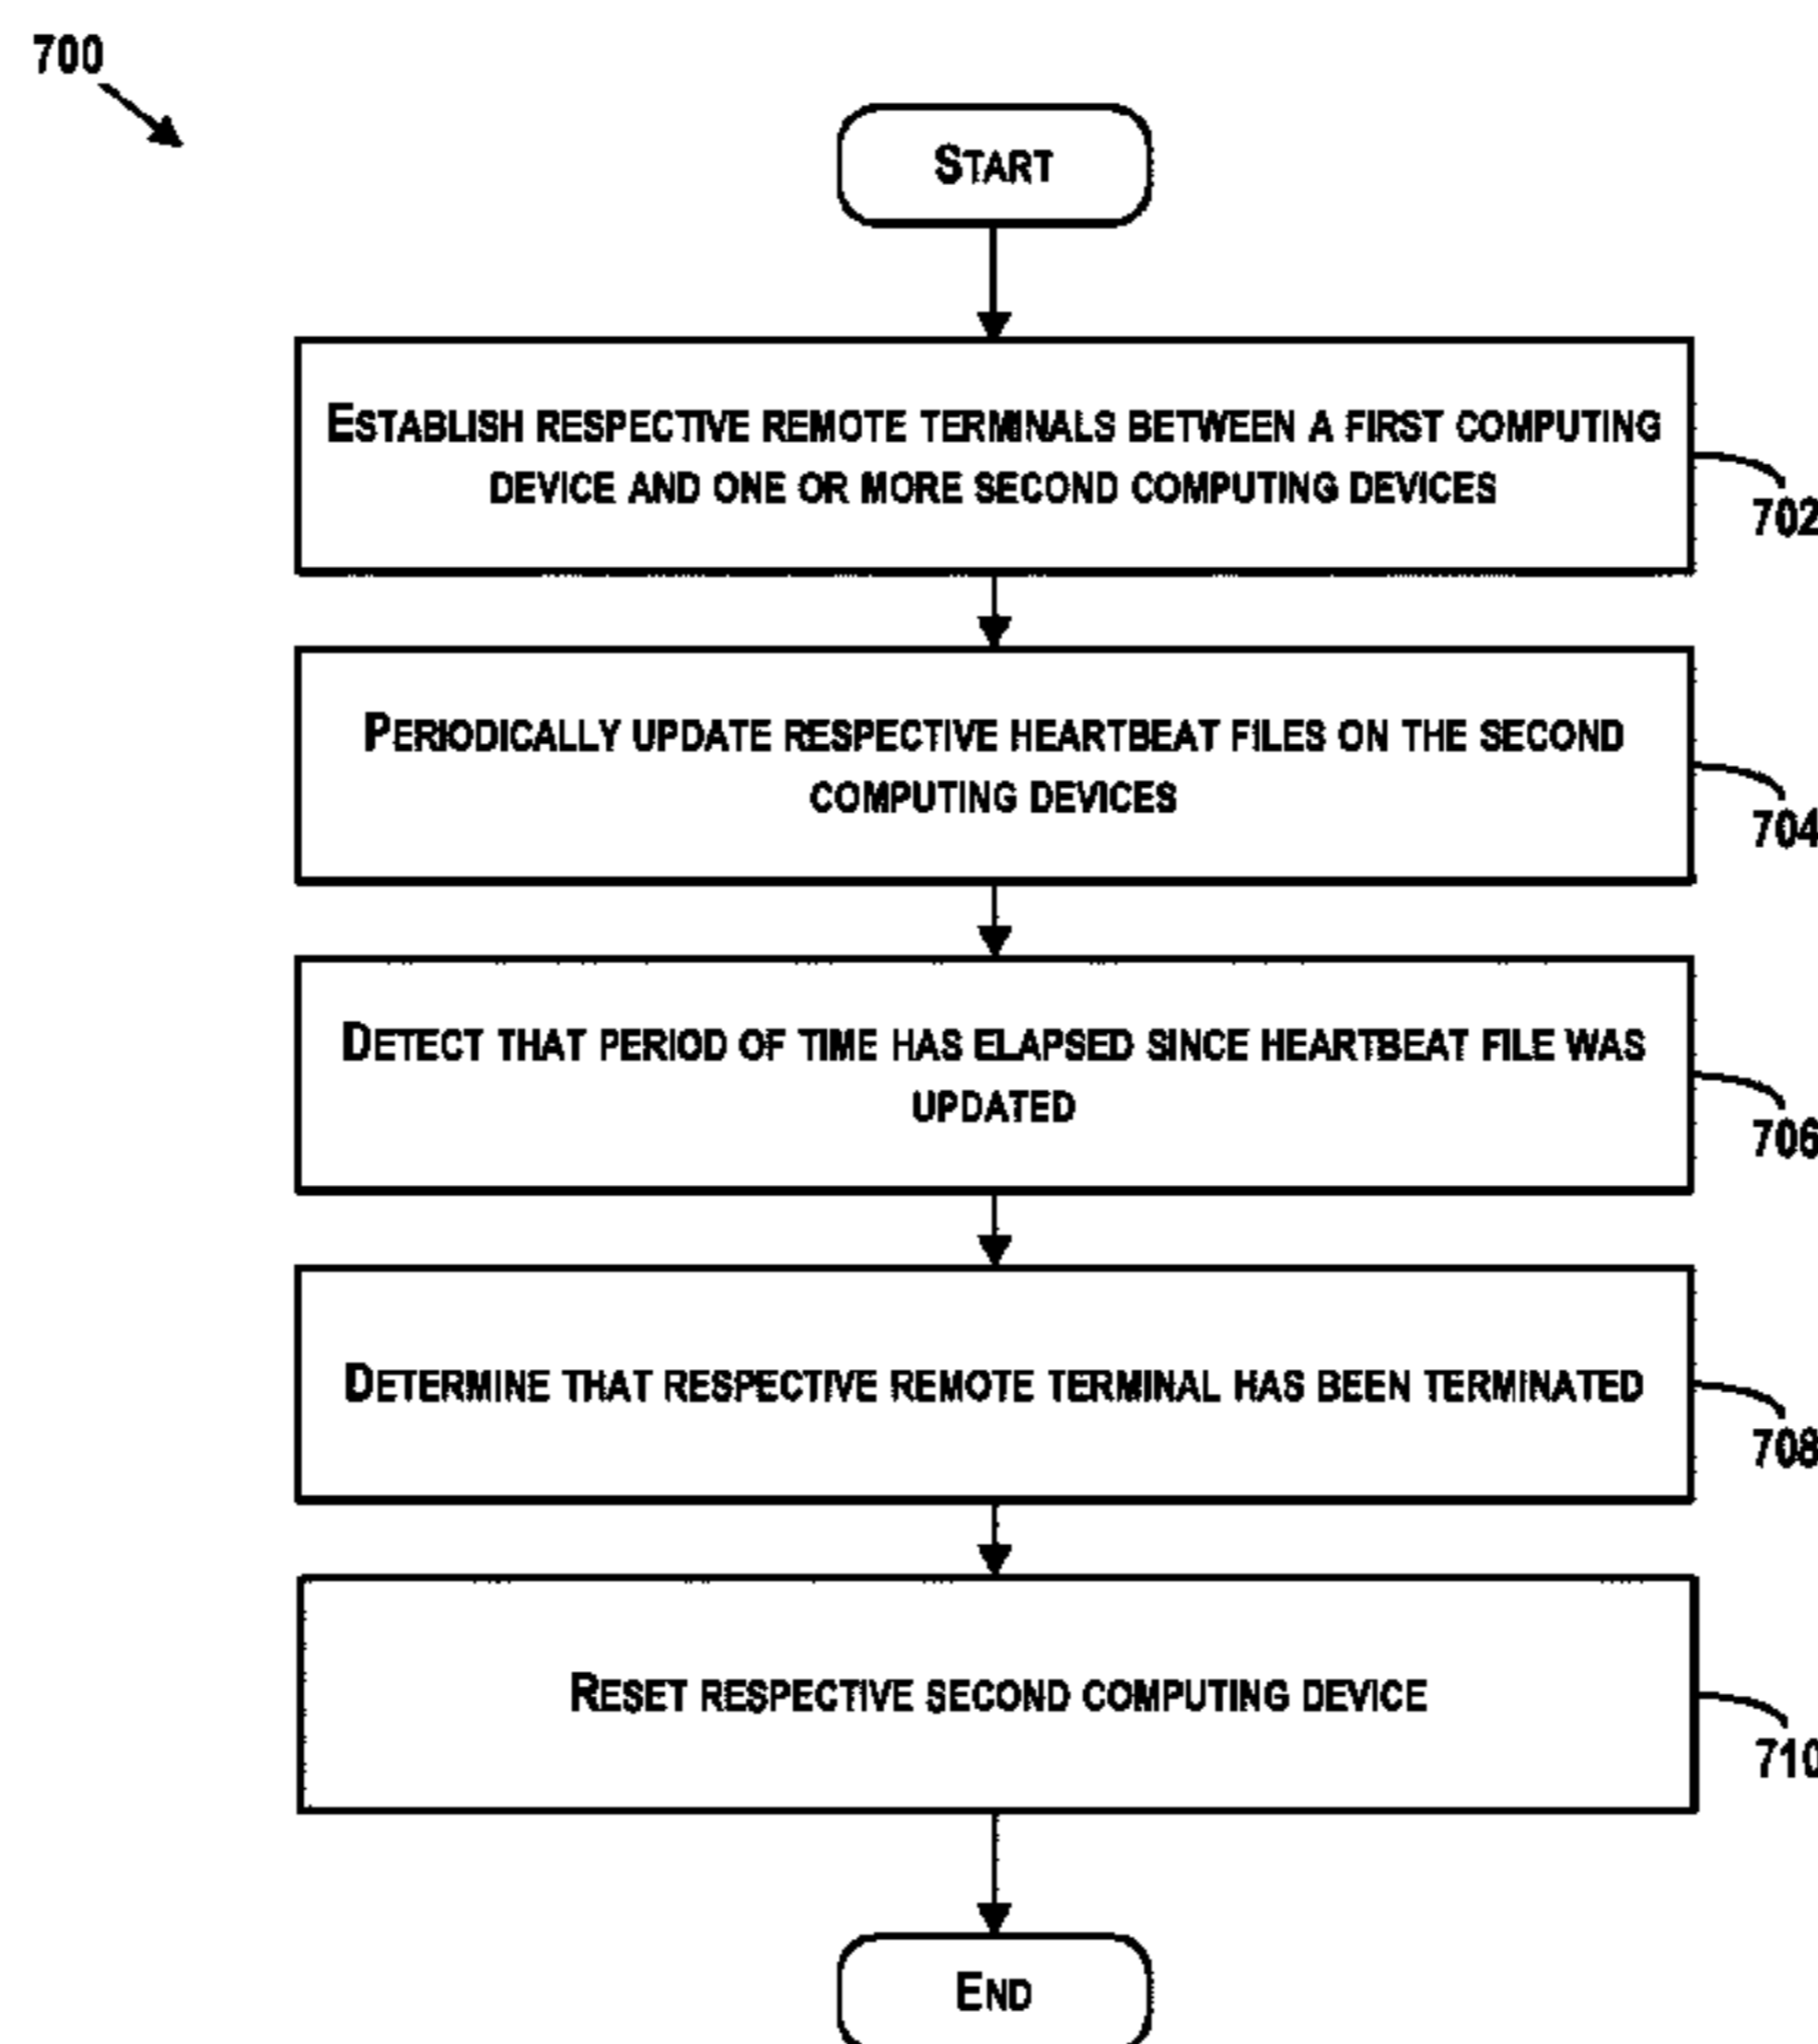 700
START
ESTABLISH RESPECTIVE REMOTE TERMINALS BETWEEN A FIRST COMPUTING
DEVICE AND ONE OR MORE SECOND COMPUTING DEVICES
702
PERIODICALLY UPDATE RESPECTIVE HEARTBEAT FILES ON THE SECOND
COMPUTING DEVICES
704
DETECT THAT PERIOD OF TIME HAS ELAPSED SINCE HEARTBEAT FILE WAS
UPDATED
706
DETERMINE THAT RESPECTIVE REMOTE TERMINAL HAS BEEN TERMINATED
708
RESET RESPECTIVE SECOND COMPUTING DEVICE
710
END